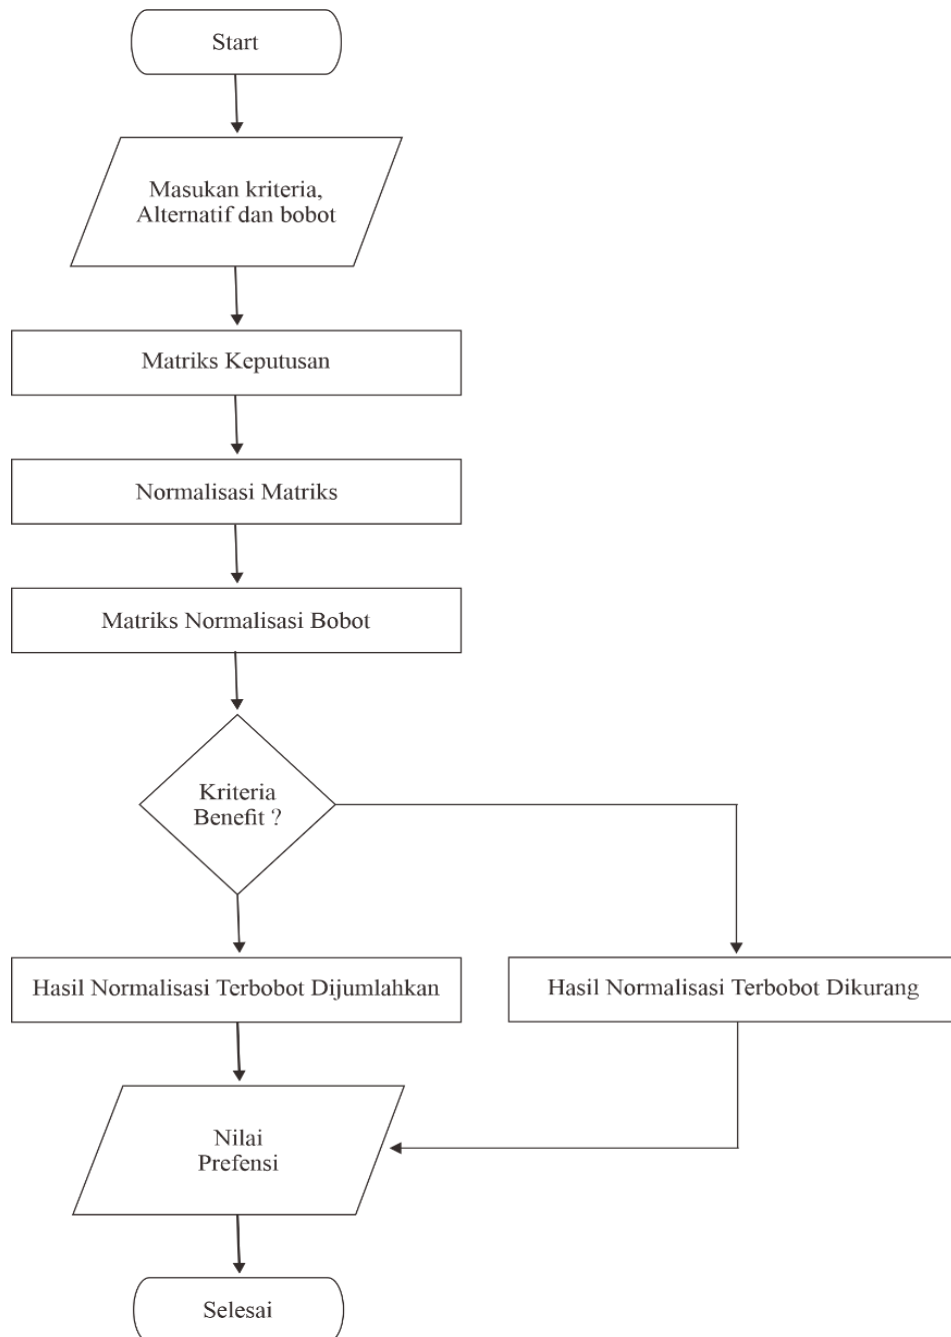 Start
Masukan kriteria,
Alternatif dan bobot
Matriks Keputusan
Normalisasi Matriks
Matriks Normalisasi Bobot
Kriteria
Benefit ?
Hasil Normalisasi Terbobot Dijumlahkan
Hasil Normalisasi Terbobot Dikurang
Nilai
Prefensi
Selesai